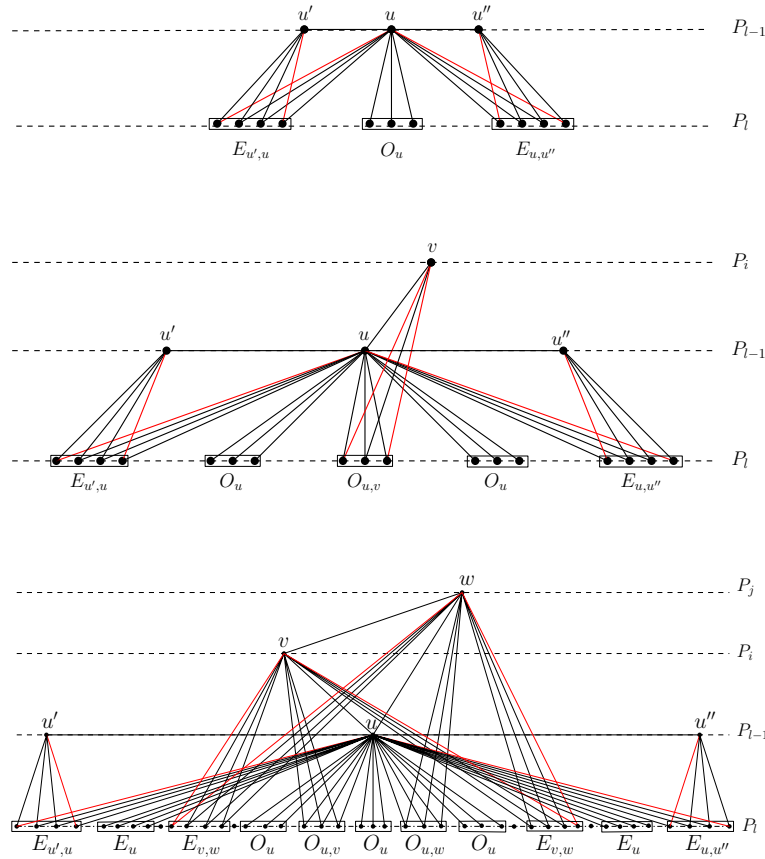 u′ u u″ P_{l−1}
P_l
E_{u′,u} O_u E_{u,u″}
v
P_i
u′ u u″ P_{l−1}
P_l
E_{u′,u} O_u O_{u,v} O_u E_{u,u″}
w
P_j
v
P_i
u′ u u″ P_{l−1}
P_l
E_{u′,u} E_u E_{v,w} O_u O_{u,v} O_u O_{u,w} O_u E_{v,w} E_u E_{u,u″}